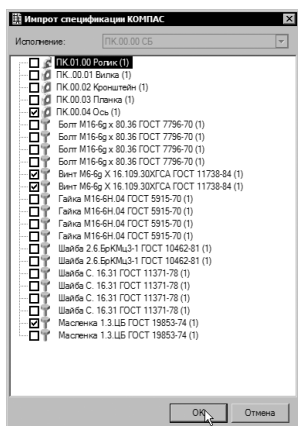 Импрот спецификации КОМПАС
Исполнение: ПК.00.00 СБ
ПК.01.00 Ролик (1)
ПК..00.01 Вилка (1)
ПК.00.02 Кронштейн (1)
ПК.00.03 Планка (1)
ПК.00.04 Ось (1)
Болт М16-6g x 80.36 ГОСТ 7796-70 (1)
Болт М16-6g x 80.36 ГОСТ 7796-70 (1)
Болт М16-6g x 80.36 ГОСТ 7796-70 (1)
Болт М16-6g x 80.36 ГОСТ 7796-70 (1)
Винт М6-6g X 16.109.30ХГСА ГОСТ 11738-84 (1)
Винт М6-6g X 16.109.30ХГСА ГОСТ 11738-84 (1)
Гайка М16-6Н.04 ГОСТ 5915-70 (1)
Гайка М16-6Н.04 ГОСТ 5915-70 (1)
Гайка М16-6Н.04 ГОСТ 5915-70 (1)
Гайка М16-6Н.04 ГОСТ 5915-70 (1)
Шайба 2.6.БрКМц3-1 ГОСТ 10462-81 (1)
Шайба 2.6.БрКМц3-1 ГОСТ 10462-81 (1)
Шайба С. 16.31 ГОСТ 11371-78 (1)
Шайба С. 16.31 ГОСТ 11371-78 (1)
Шайба С. 16.31 ГОСТ 11371-78 (1)
Шайба С. 16.31 ГОСТ 11371-78 (1)
Масленка 1.3.ЦБ ГОСТ 19853-74 (1)
Масленка 1.3.ЦБ ГОСТ 19853-74 (1)
OK Отмена